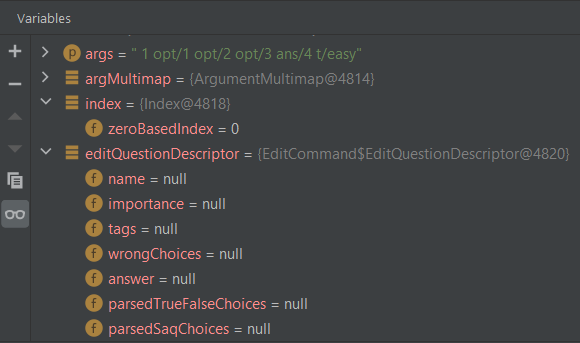 Variables
p args = " 1 opt/1 opt/2 opt/3 ans/4 t/easy"
argMultimap = {ArgumentMultimap@4814}
index = {Index@4818}
f zeroBasedIndex = 0
editQuestionDescriptor = {EditCommand$EditQuestionDescriptor@4820}
f name = null
f importance = null
f tags = null
f wrongChoices = null
f answer = null
f parsedTrueFalseChoices = null
f parsedSaqChoices = null